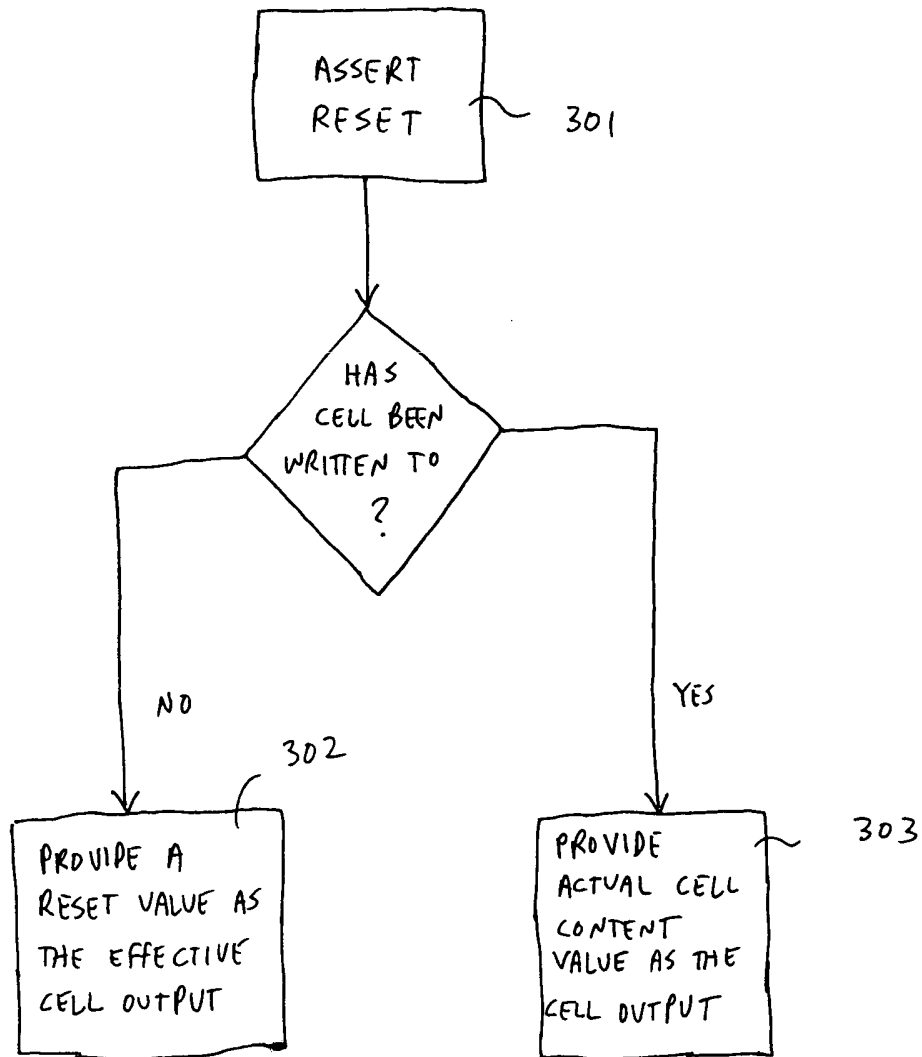 ASSERT
RESET
301
HAS
CELL BEEN
WRITTEN TO
?
NO
YES
302
303
PROVIDE A
RESET VALUE AS
THE EFFECTIVE
CELL OUTPUT
PROVIDE
ACTUAL CELL
CONTENT
VALUE AS THE
CELL OUTPUT